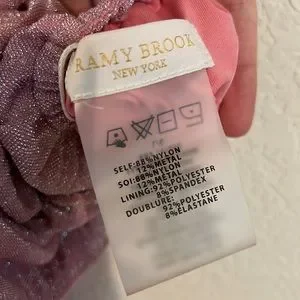 RAMY BROOK
NEW YORK
SELF:88%NYLON
12%METAL
SOI:88%NYLON
12%METAL
LINING:92%POLYESTER
8%SPANDEX
DOUBLURE:
92%POLYESTER
8%ELASTANE